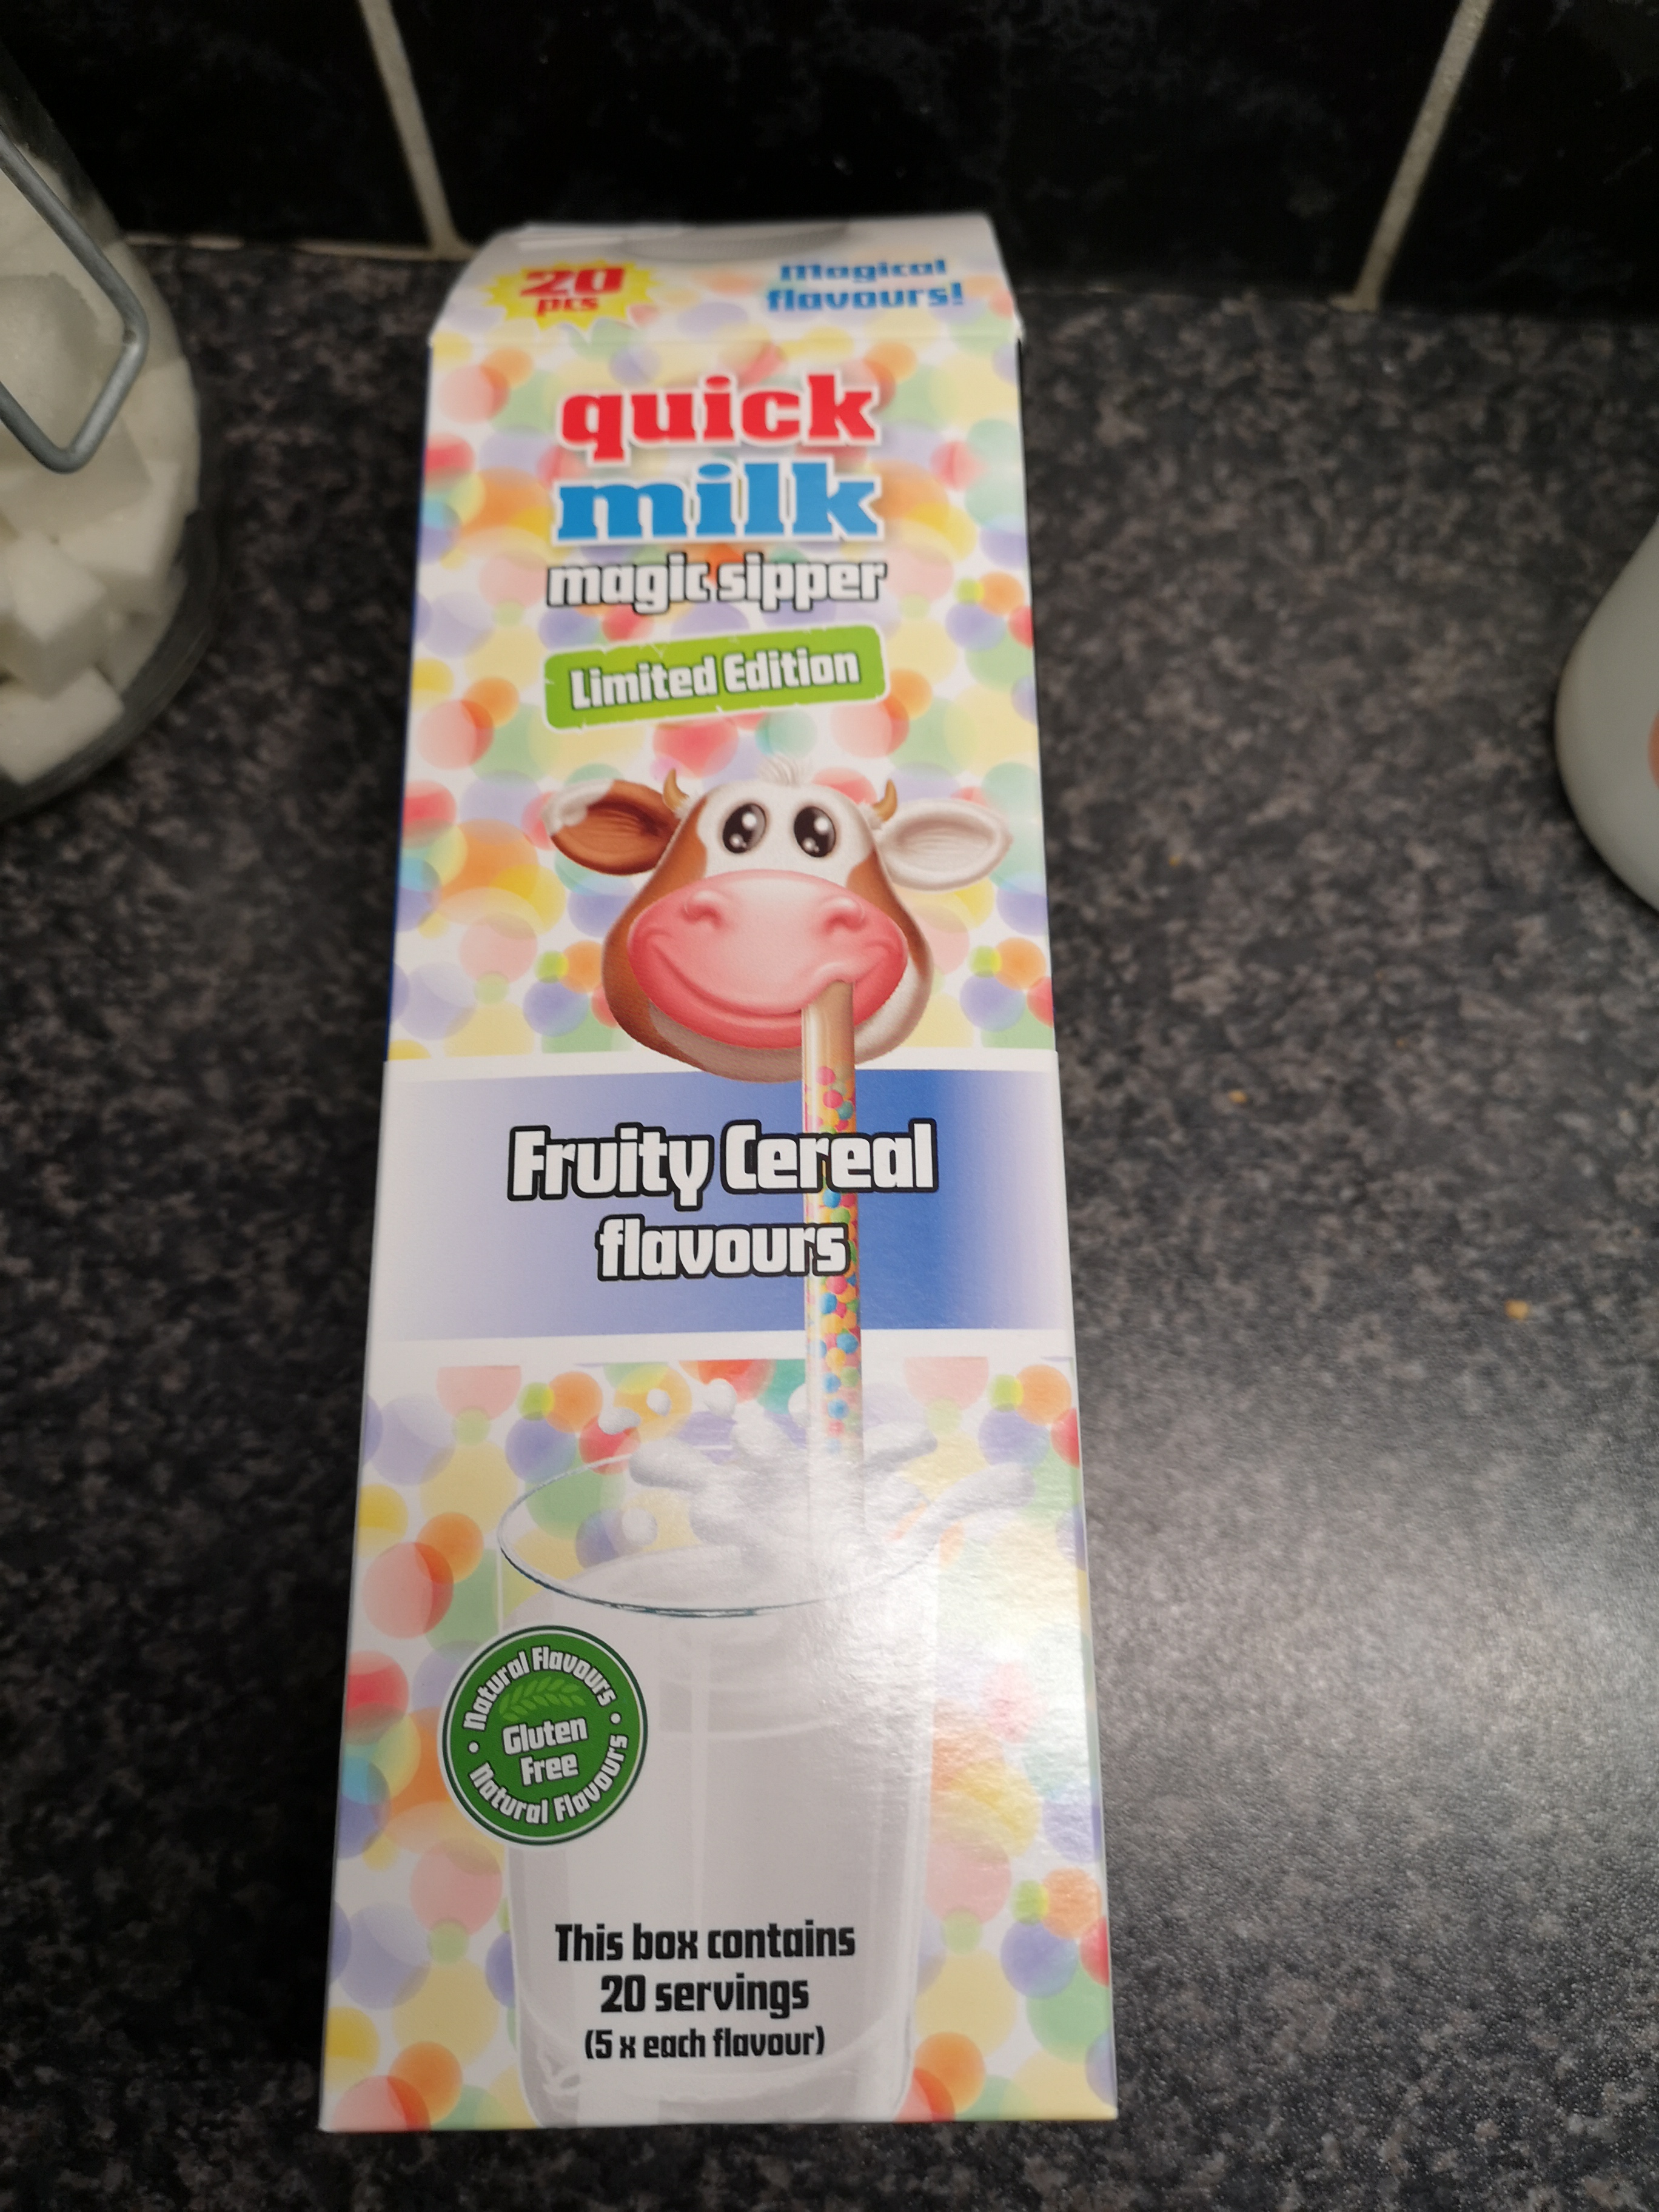 20
pcs
Magical
flavours!
quick
milk
magic sipper
Limited Edition
Fruity Cereal
flavours
Natural Flavours
Gluten
Free
Natural Flavours
This box contains
20 servings
(5 x each flavour)